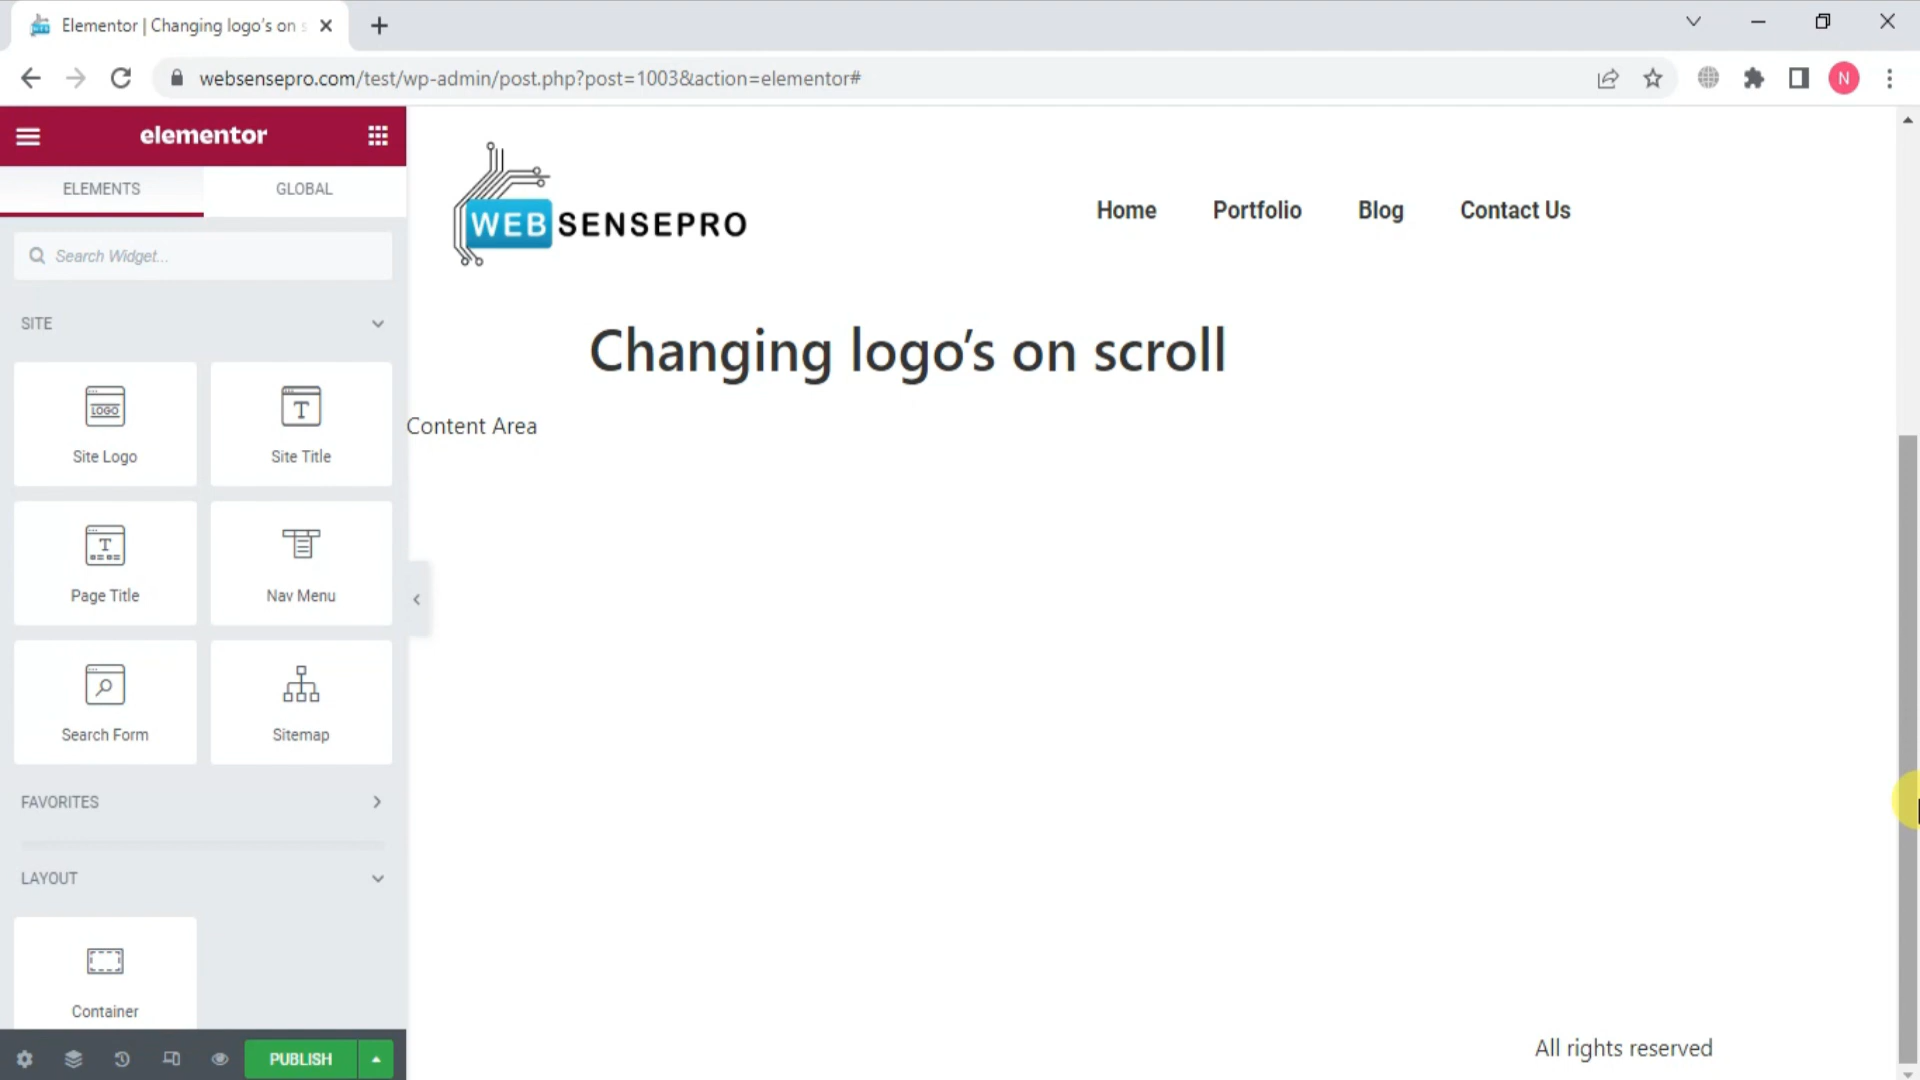 Elementor | Changing logo's on s
websensepro.com/test/wp-admin/post.php?post=1003&action=elementor#
N
elementor
ELEMENTS
GLOBAL
Search Widget...
SITE
LOGO
Site Logo
T
Site Title
T
Page Title
Nav Menu
Search Form
Sitemap
FAVORITES
LAYOUT
Container
PUBLISH
WEB SENSEPRO
Home
Portfolio
Blog
Contact Us
Changing logo’s on scroll
Content Area
All rights reserved